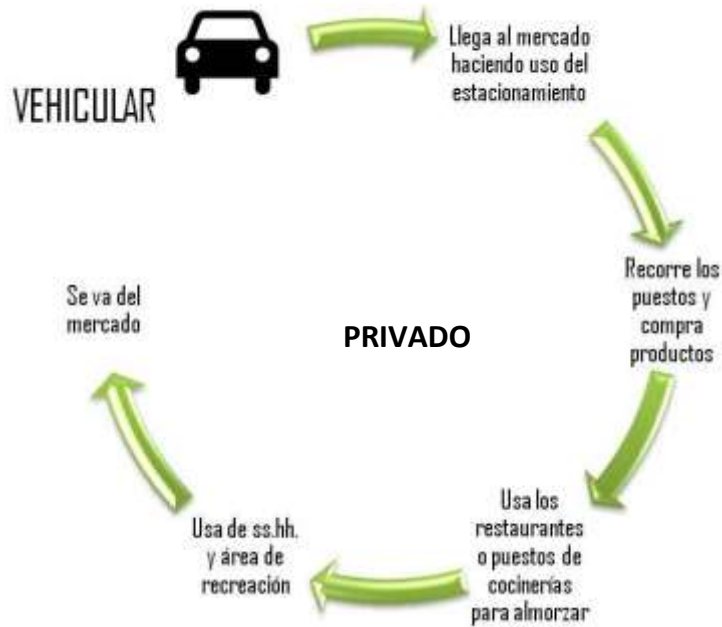 VEHICULAR
Llega al mercado
haciendo uso del
estacionamiento
Recorre los
puestos y
compra
productos
Usa los
restaurantes
o puestos de
cocinerías
para almorzar
Usa de ss.hh.
y área de
recreación
Se va del
mercado
PRIVADO